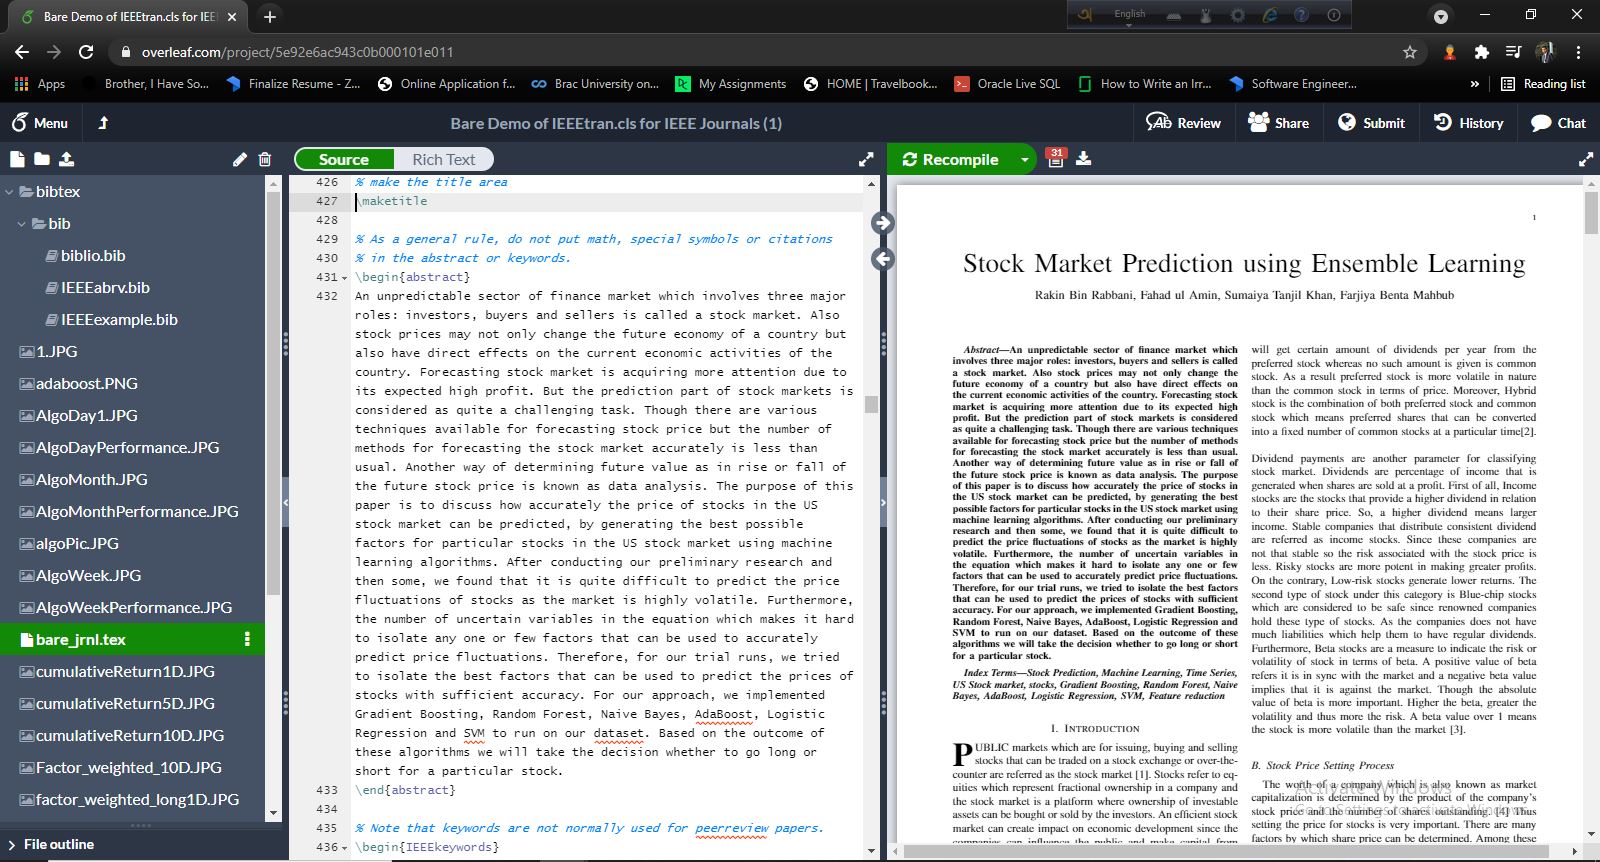 Bare Demo of IEEEtran.cls for IEE
English
overleaf.com/project/5e92e6ac943c0b000101e011
Apps
Brother, I Have So...
Finalize Resume - Z...
Online Application f...
Brac University on...
My Assignments
HOME | Travelbook...
Oracle Live SQL
How to Write an Irr...
Software Engineer...
»
Reading list
Menu
Bare Demo of IEEEtran.cls for IEEE Journals (1)
Review
Share
Submit
History
Chat
Source
Rich Text
Recompile
31
bibtex
bib
biblio.bib
IEEEabrv.bib
IEEEexample.bib
1.JPG
adaboost.PNG
AlgoDay1.JPG
AlgoDayPerformance.JPG
AlgoMonth.JPG
AlgoMonthPerformance.JPG
algoPic.JPG
AlgoWeek.JPG
AlgoWeekPerformance.JPG
bare_jrnl.tex
cumulativeReturn1D.JPG
cumulativeReturn5D.JPG
cumulativeReturn10D.JPG
Factor_weighted_10D.JPG
factor_weighted_long1D.JPG
File outline
426 % make the title area
427 \maketitle
428
429 % As a general rule, do not put math, special symbols or citations
430 % in the abstract or keywords.
431 \begin{abstract}
432 An unpredictable sector of finance market which involves three major
roles: investors, buyers and sellers is called a stock market. Also
stock prices may not only change the future economy of a country but
also have direct effects on the current economic activities of the
country. Forecasting stock market is acquiring more attention due to
its expected high profit. But the prediction part of stock markets is
considered as quite a challenging task. Though there are various
techniques available for forecasting stock price but the number of
methods for forecasting the stock market accurately is less than
usual. Another way of determining future value as in rise or fall of
the future stock price is known as data analysis. The purpose of this
paper is to discuss how accurately the price of stocks in the US
stock market can be predicted, by generating the best possible
factors for particular stocks in the US stock market using machine
learning algorithms. After conducting our preliminary research and
then some, we found that it is quite difficult to predict the price
fluctuations of stocks as the market is highly volatile. Furthermore,
the number of uncertain variables in the equation which makes it hard
to isolate any one or few factors that can be used to accurately
predict price fluctuations. Therefore, for our trial runs, we tried
to isolate the best factors that can be used to predict the prices of
stocks with sufficient accuracy. For our approach, we implemented
Gradient Boosting, Random Forest, Naive Bayes, AdaBoost, Logistic
Regression and SVM to run on our dataset. Based on the outcome of
these algorithms we will take the decision whether to go long or
short for a particular stock.
433 \end{abstract}
434
435 % Note that keywords are not normally used for peerreview papers.
436 \begin{IEEEkeywords}
1
Stock Market Prediction using Ensemble Learning
Rakin Bin Rabbani, Fahad ul Amin, Sumaiya Tanjil Khan, Farjiya Benta Mahbub
Abstract—An unpredictable sector of finance market which
involves three major roles: investors, buyers and sellers is called
a stock market. Also stock prices may not only change the
future economy of a country but also have direct effects on
the current economic activities of the country. Forecasting stock
market is acquiring more attention due to its expected high
profit. But the prediction part of stock markets is considered
as quite a challenging task. Though there are various techniques
available for forecasting stock price but the number of methods
for forecasting the stock market accurately is less than usual.
Another way of determining future value as in rise or fall of
the future stock price is known as data analysis. The purpose
of this paper is to discuss how accurately the price of stocks in
the US stock market can be predicted, by generating the best
possible factors for particular stocks in the US stock market using
machine learning algorithms. After conducting our preliminary
research and then some, we found that it is quite difficult to
predict the price fluctuations of stocks as the market is highly
volatile. Furthermore, the number of uncertain variables in
the equation which makes it hard to isolate any one or few
factors that can be used to accurately predict price fluctuations.
Therefore, for our trial runs, we tried to isolate the best factors
that can be used to predict the prices of stocks with sufficient
accuracy. For our approach, we implemented Gradient Boosting,
Random Forest, Naive Bayes, AdaBoost, Logistic Regression and
SVM to run on our dataset. Based on the outcome of these
algorithms we will take the decision whether to go long or short
for a particular stock.
Index Terms—Stock Prediction, Machine Learning, Time Series,
US Stock market, stocks, Gradient Boosting, Random Forest, Naive
Bayes, AdaBoost, Logistic Regression, SVM, Feature reduction
I. INTRODUCTION
PUBLIC markets which are for issuing, buying and selling
stocks that can be traded on a stock exchange or over-the-
counter are referred as the stock market [1]. Stocks refer to eq-
uities which represent fractional ownership in a company and
the stock market is a platform where ownership of investable
assets can be bought or sold by the investors. An efficient stock
market can create impact on economic development since the
companies can influence the public and make capital from
will get certain amount of dividends per year from the
preferred stock whereas no such amount is given is common
stock. As a result preferred stock is more volatile in nature
than the common stock in terms of price. Moreover, Hybrid
stock is the combination of both preferred stock and common
stock which means preferred shares that can be converted
into a fixed number of common stocks at a particular time[2].
Dividend payments are another parameter for classifying
stock market. Dividends are percentage of income that is
generated when shares are sold at a profit. First of all, Income
stocks are the stocks that provide a higher dividend in relation
to their share price. So, a higher dividend means larger
income. Stable companies that distribute consistent dividend
are referred as income stocks. Since these companies are
not that stable so the risk associated with the stock price is
less. Risky stocks are more potent in making greater profits.
On the contrary, Low-risk stocks generate lower returns. The
second type of stock under this category is Blue-chip stocks
which are considered to be safe since renowned companies
hold these type of stocks. As the companies does not have
much liabilities which help them to have regular dividends.
Furthermore, Beta stocks are a measure to indicate the risk or
volatility of stock in terms of beta. A positive value of beta
refers it is in sync with the market and a negative beta value
implies that it is against the market. Though the absolute
value of beta is more important. Higher the beta, greater the
volatility and thus more the risk. A beta value over 1 means
the stock is more volatile than the market [3].
B. Stock Price Setting Process
The worth of a company which is also known as market
capitalization is determined by the product of the company's
stock price and the number of shares outstanding. [4] Thus
setting the price for stocks is very important. There are many
factors by which share price can be determined. Among these
Activate Windows
Go to Settings to activate Windows.